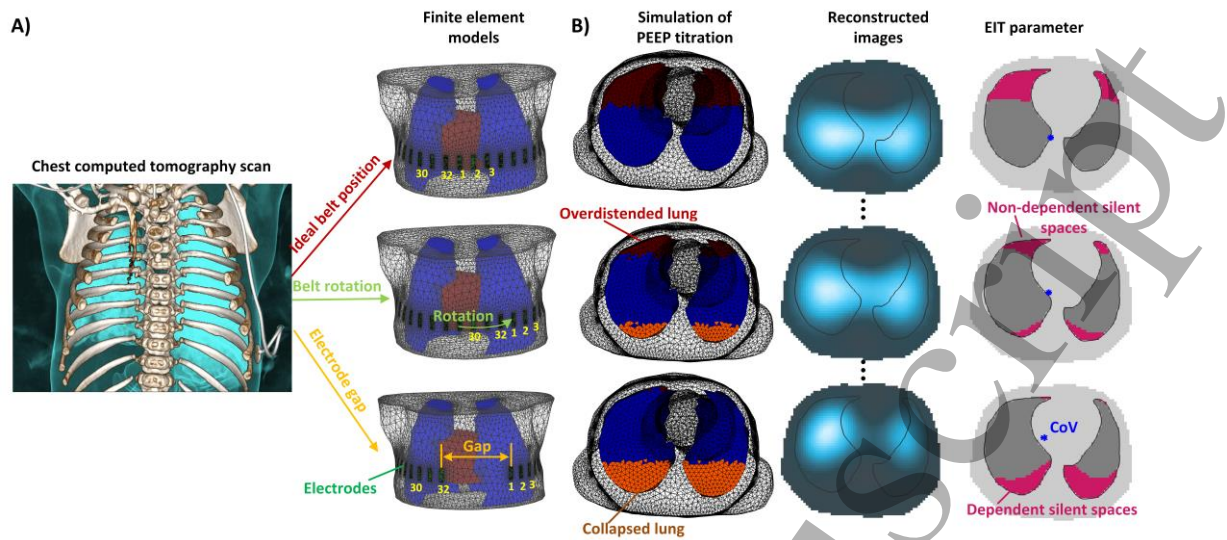 A)
Finite element
models
B)
Simulation of
PEEP titration
Reconstructed
images
EIT parameter
Chest computed tomography scan
Ideal belt position
Belt rotation
Electrode gap
30 32 1 2 3
Rotation
30 32 1 2 3
Gap
30 32 1 2 3
Electrodes
Overdistended lung
Collapsed lung
Non-dependent silent
spaces
CoV
Dependent silent spaces
script